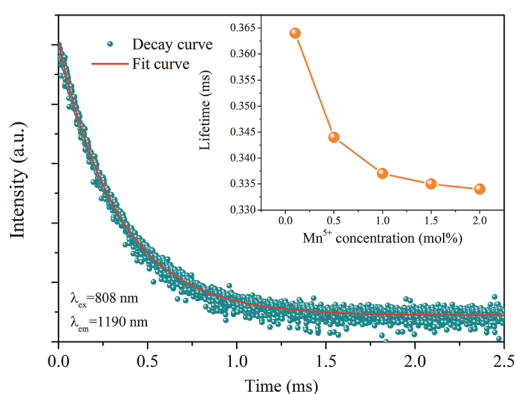 Decay curve
Fit curve
Intensity (a.u.)
λex=808 nm
λem=1190 nm
0.0 0.5 1.0 1.5 2.0 2.5
Time (ms)
0.365
0.360
0.355
0.350
0.345
0.340
0.335
0.330
Lifetime (ms)
0.0 0.5 1.0 1.5 2.0
Mn⁵⁺ concentration (mol%)